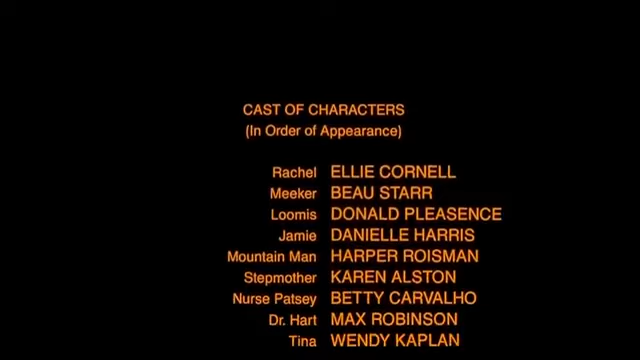 CAST OF CHARACTERS
(In Order of Appearance)
Rachel ELLIE CORNELL
Meeker BEAU STARR
Loomis DONALD PLEASENCE
Jamie DANIELLE HARRIS
Mountain Man HARPER ROISMAN
Stepmother KAREN ALSTON
Nurse Patsey BETTY CARVALHO
Dr. Hart MAX ROBINSON
Tina WENDY KAPLAN